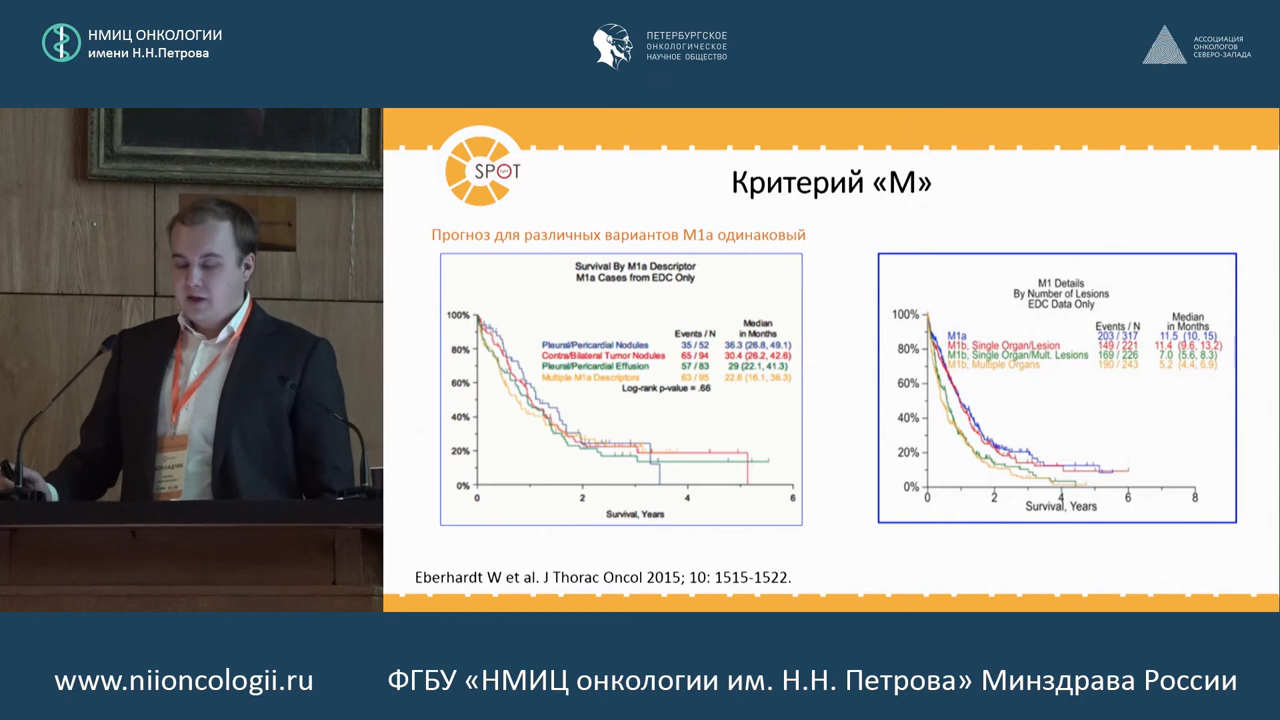 НМИЦ ОНКОЛОГИИ
имени Н.Н.Петрова
ПЕТЕРБУРГСКОЕ
ОНКОЛОГИЧЕСКОЕ
НАУЧНОЕ ОБЩЕСТВО
АССОЦИАЦИЯ
ОНКОЛОГОВ
СЕВЕРО-ЗАПАДА
SPOT
Критерий «М»
Прогноз для различных вариантов М1а одинаковый
Survival By M1a Descriptor
M1a Cases from EDC Only
Events / N
Median
in Months
Pleural/Pericardial Nodules 35 / 52 36.3 (26.8, 49.1)
Contra/Bilateral Tumor Nodules 65 / 94 30.4 (26.2, 42.6)
Pleural/Pericardial Effusion 57 / 83 29 (22.1, 41.3)
Multiple M1a Descriptors 63 / 95 22.6 (16.1, 38.3)
Log-rank p-value = .66
100%
80%
60%
40%
20%
0%
0 2 4 6
Survival, Years
M1 Details
By Number of Lesions
EDC Data Only
Events / N
Median
in Months
M1a 203 / 317 11.5 (10, 15)
M1b, Single Organ/Lesion 149 / 221 11.4 (9.6, 13.2)
M1b, Single Organ/Mult. Lesions 169 / 226 7.0 (5.6, 8.3)
M1b, Multiple Organs 190 / 243 5.2 (4.4, 6.9)
100%
80%
60%
40%
20%
0%
0 2 4 6 8
Survival, Years
Eberhardt W et al. J Thorac Oncol 2015; 10: 1515-1522.
www.niioncologii.ru
ФГБУ «НМИЦ онкологии им. Н.Н. Петрова» Минздрава России